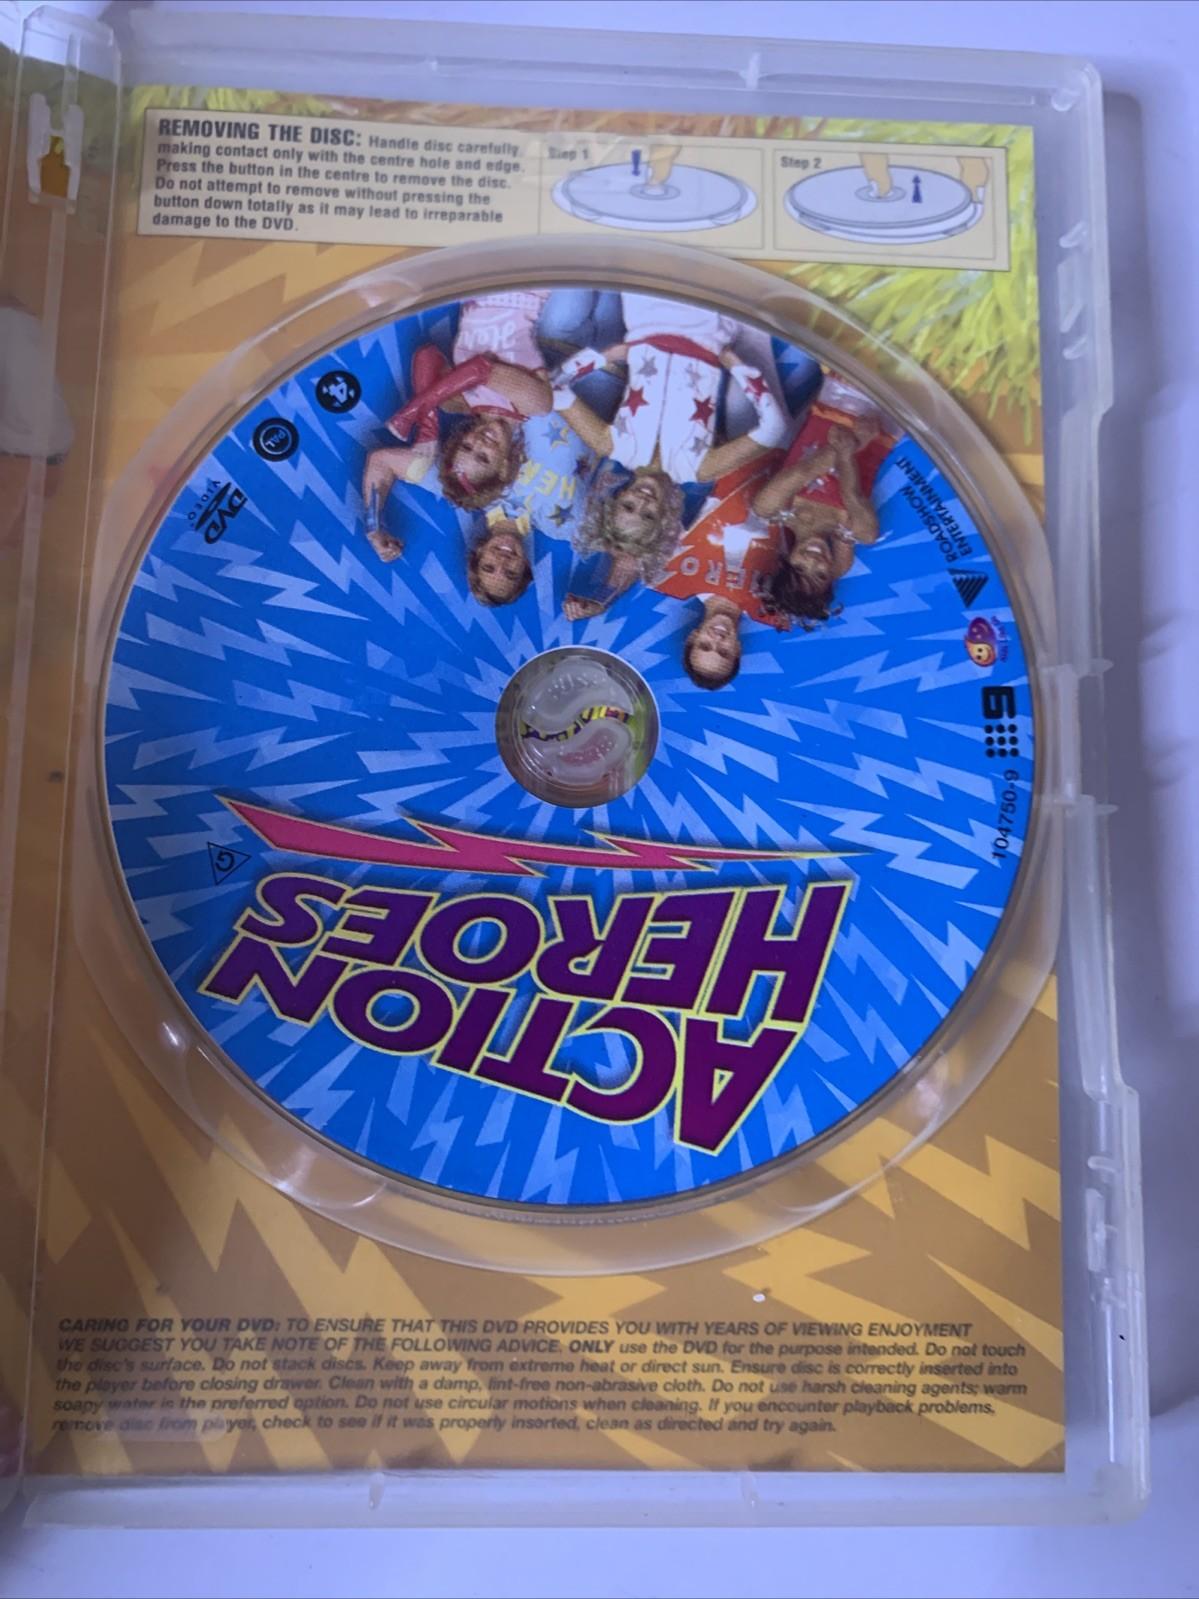 REMOVING THE DISC: Handle disc carefully,
making contact only with the centre hole and edge.
Press the button in the centre to remove the disc.
Do not attempt to remove without pressing the
button down totally as it may lead to irreparable
damage to the DVD.
Step 1
Step 2
4
PAL
DVD
VIDEO
HERO
ROADSHOW
ENTERTAINMENT
104750-9
G
ACTION
HEROES
CARING FOR YOUR DVD: TO ENSURE THAT THIS DVD PROVIDES YOU WITH YEARS OF VIEWING ENJOYMENT
WE SUGGEST YOU TAKE NOTE OF THE FOLLOWING ADVICE. ONLY use the DVD for the purpose intended. Do not touch
the disc's surface. Do not stack discs. Keep away from extreme heat or direct sun. Ensure disc is correctly inserted into
the player before closing drawer. Clean with a damp, lint-free non-abrasive cloth. Do not use harsh cleaning agents; warm
soapy water is the preferred option. Do not use circular motions when cleaning. If you encounter playback problems,
remove disc from player, check to see if it was properly inserted, clean as directed and try again.